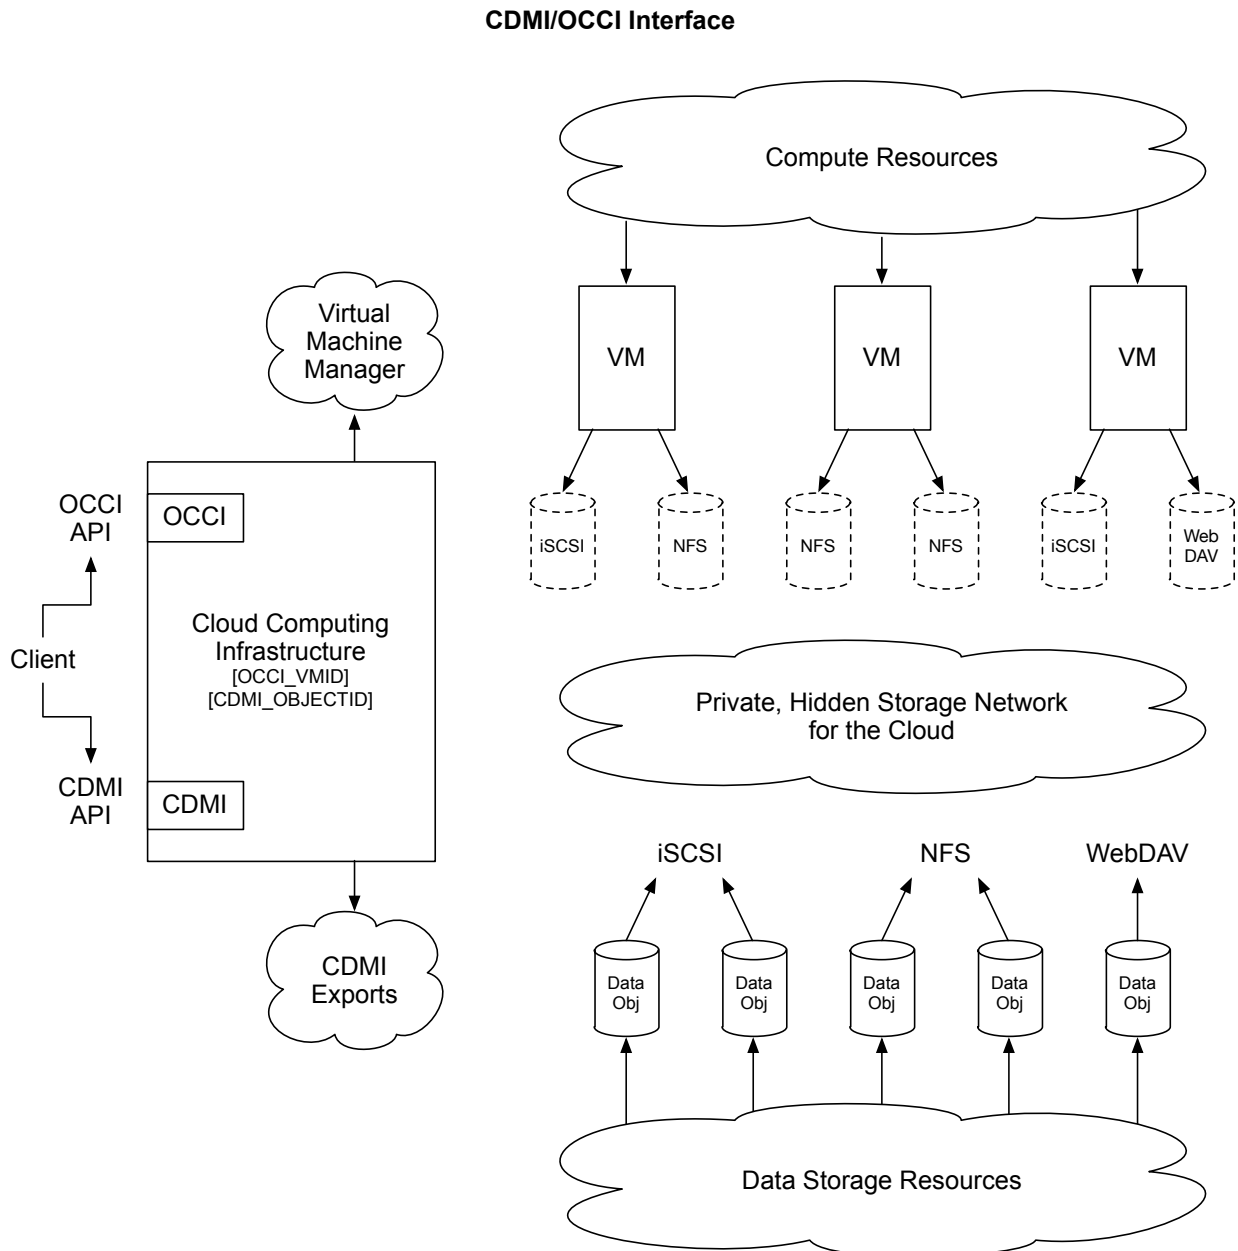 CDMI/OCCI Interface
Compute Resources
Virtual
Machine
Manager
VM
VM
VM
OCCI
API
OCCI
iSCSI
NFS
NFS
NFS
iSCSI
Web
DAV
Cloud Computing
Infrastructure
[OCCI_VMID]
[CDMI_OBJECTID]
Client
Private, Hidden Storage Network
for the Cloud
CDMI
API
CDMI
iSCSI
NFS
WebDAV
CDMI
Exports
Data
Obj
Data
Obj
Data
Obj
Data
Obj
Data
Obj
Data Storage Resources